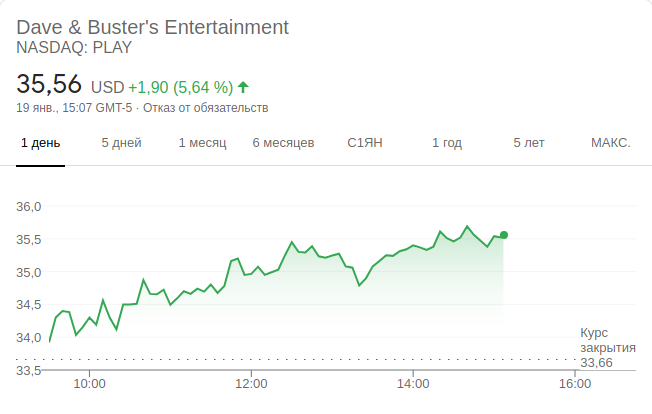 Dave & Buster's Entertainment
NASDAQ: PLAY
35,56 USD +1,90 (5,64 %)
19 янв., 15:07 GMT-5 · Отказ от обязательств
1 день 5 дней 1 месяц 6 месяцев С1ЯН 1 год 5 лет МАКС.
36,0
35,5
35,0
34,5
34,0
33,5
Курс
закрытия
33,66
10:00 12:00 14:00 16:00